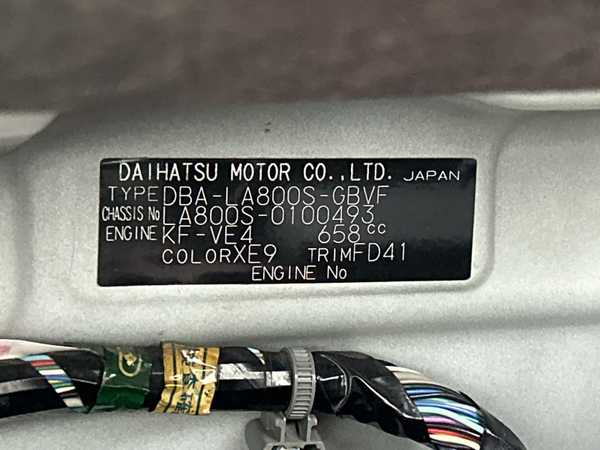 DAIHATSU MOTOR CO.,LTD. JAPAN
TYPE DBA-LA800S-GBVF
CHASSIS No LA800S-0100493
ENGINE KF-VE4 658cc
COLOR XE9 TRIM FD41
ENGINE No